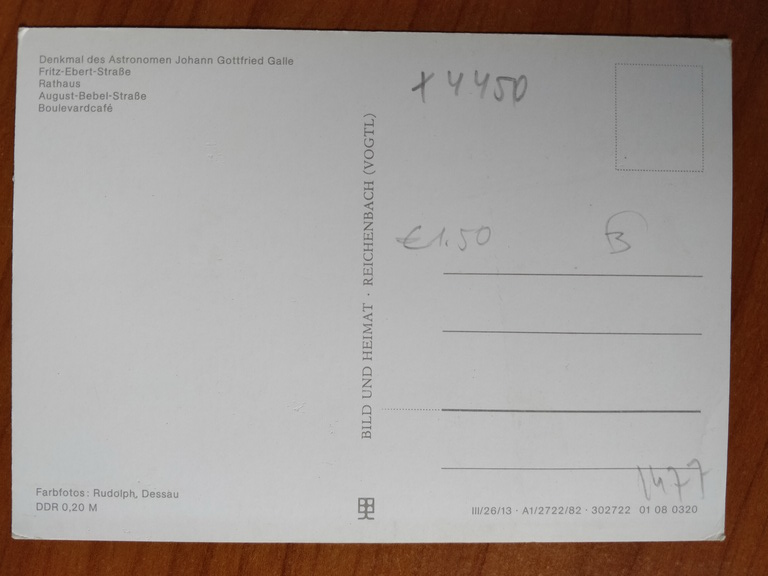 Denkmal des Astronomen Johann Gottfried Galle
Fritz-Ebert-Straße
Rathaus
August-Bebel-Straße
Boulevardcafé
x 4450
BILD UND HEIMAT · REICHENBACH (VOGTL)
€1.50
B
1477
Farbfotos: Rudolph, Dessau
DDR 0,20 M
III/26/13 · A1/2722/82 · 302722 01 08 0320